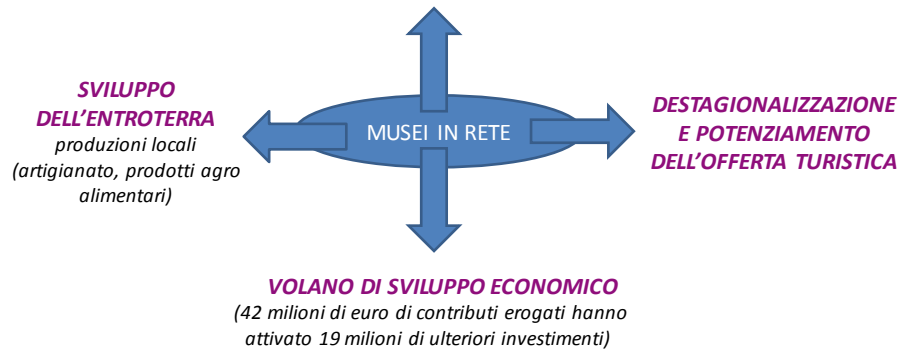 SVILUPPO
DELL'ENTROTERRA
produzioni locali
(artigianato, prodotti agro
alimentari)
MUSEI IN RETE
DESTAGIONALIZZAZIONE
E POTENZIAMENTO
DELL'OFFERTA TURISTICA
VOLANO DI SVILUPPO ECONOMICO
(42 milioni di euro di contributi erogati hanno
attivato 19 milioni di ulteriori investimenti)